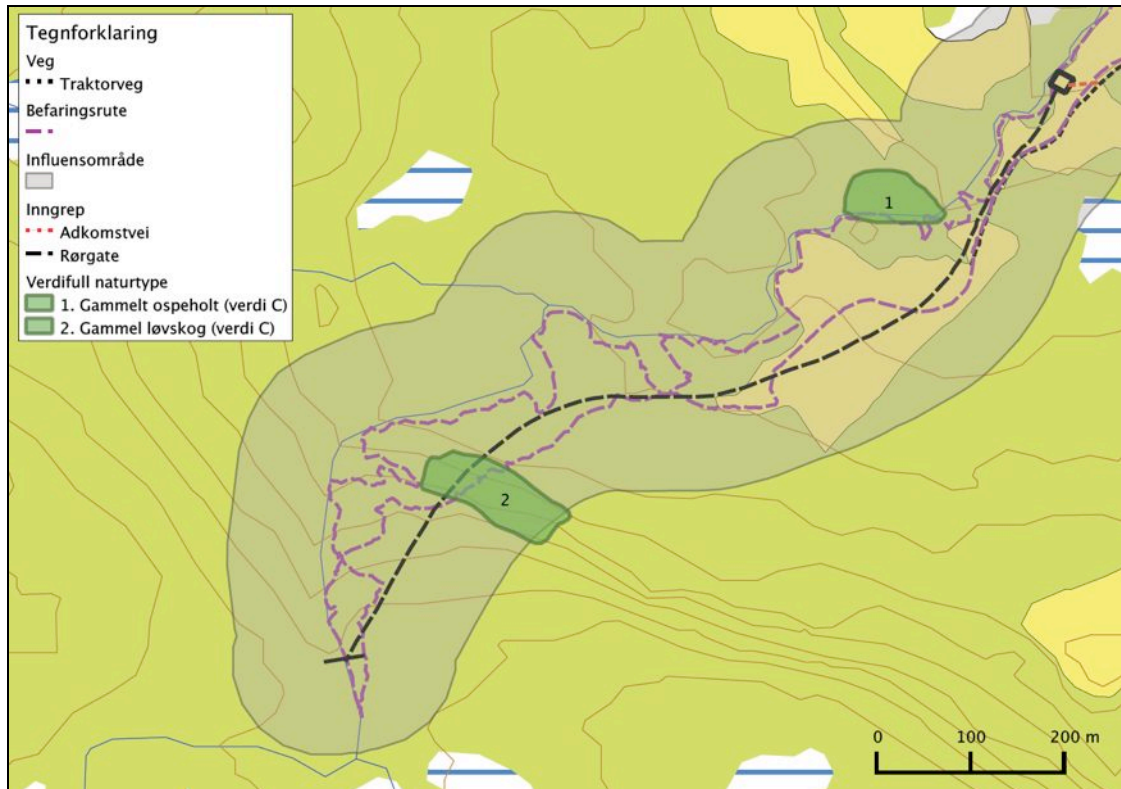 Tegnforklaring
Veg
Traktorveg
Befaringsrute
Influensområde
Inngrep
Adkomstvei
Rørgate
Verdifull naturtype
1. Gammelt ospeholt (verdi C)
2. Gammel løvskog (verdi C)
1
2
0 100 200 m